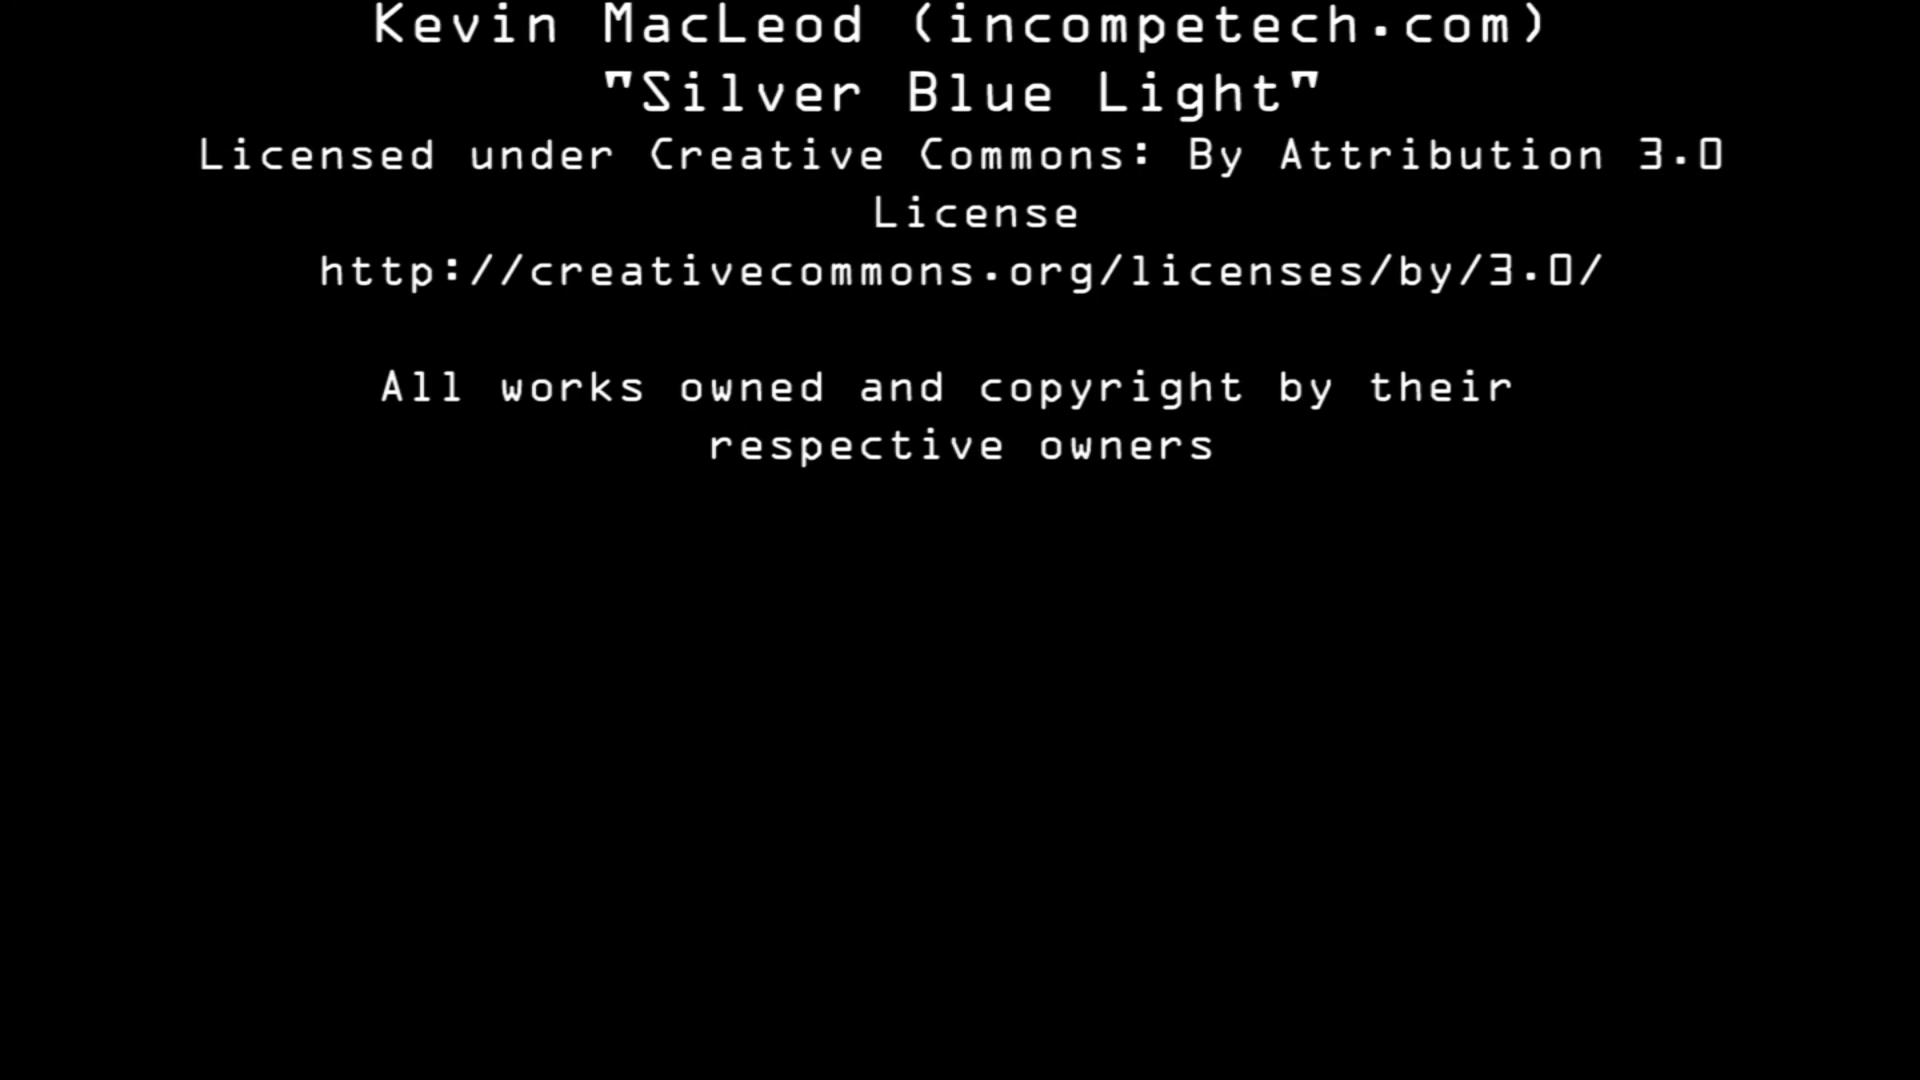 Kevin MacLeod (incompetech.com)
"Silver Blue Light"
Licensed under Creative Commons: By Attribution 3.0
License
http://creativecommons.org/licenses/by/3.0/
All works owned and copyright by their
respective owners